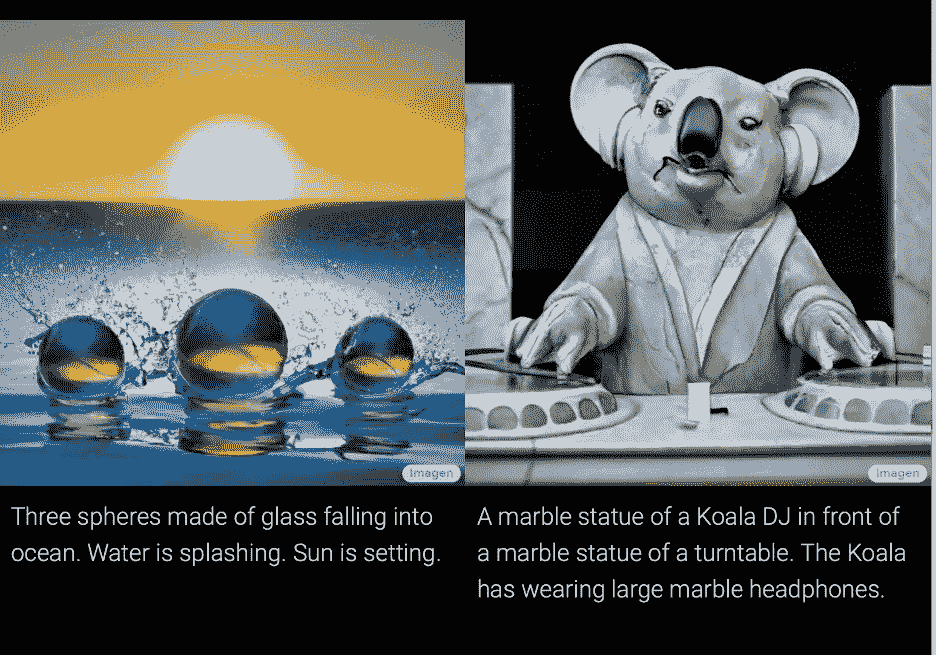 Imagen
Imagen
Three spheres made of glass falling into
ocean. Water is splashing. Sun is setting.
A marble statue of a Koala DJ in front of
a marble statue of a turntable. The Koala
has wearing large marble headphones.